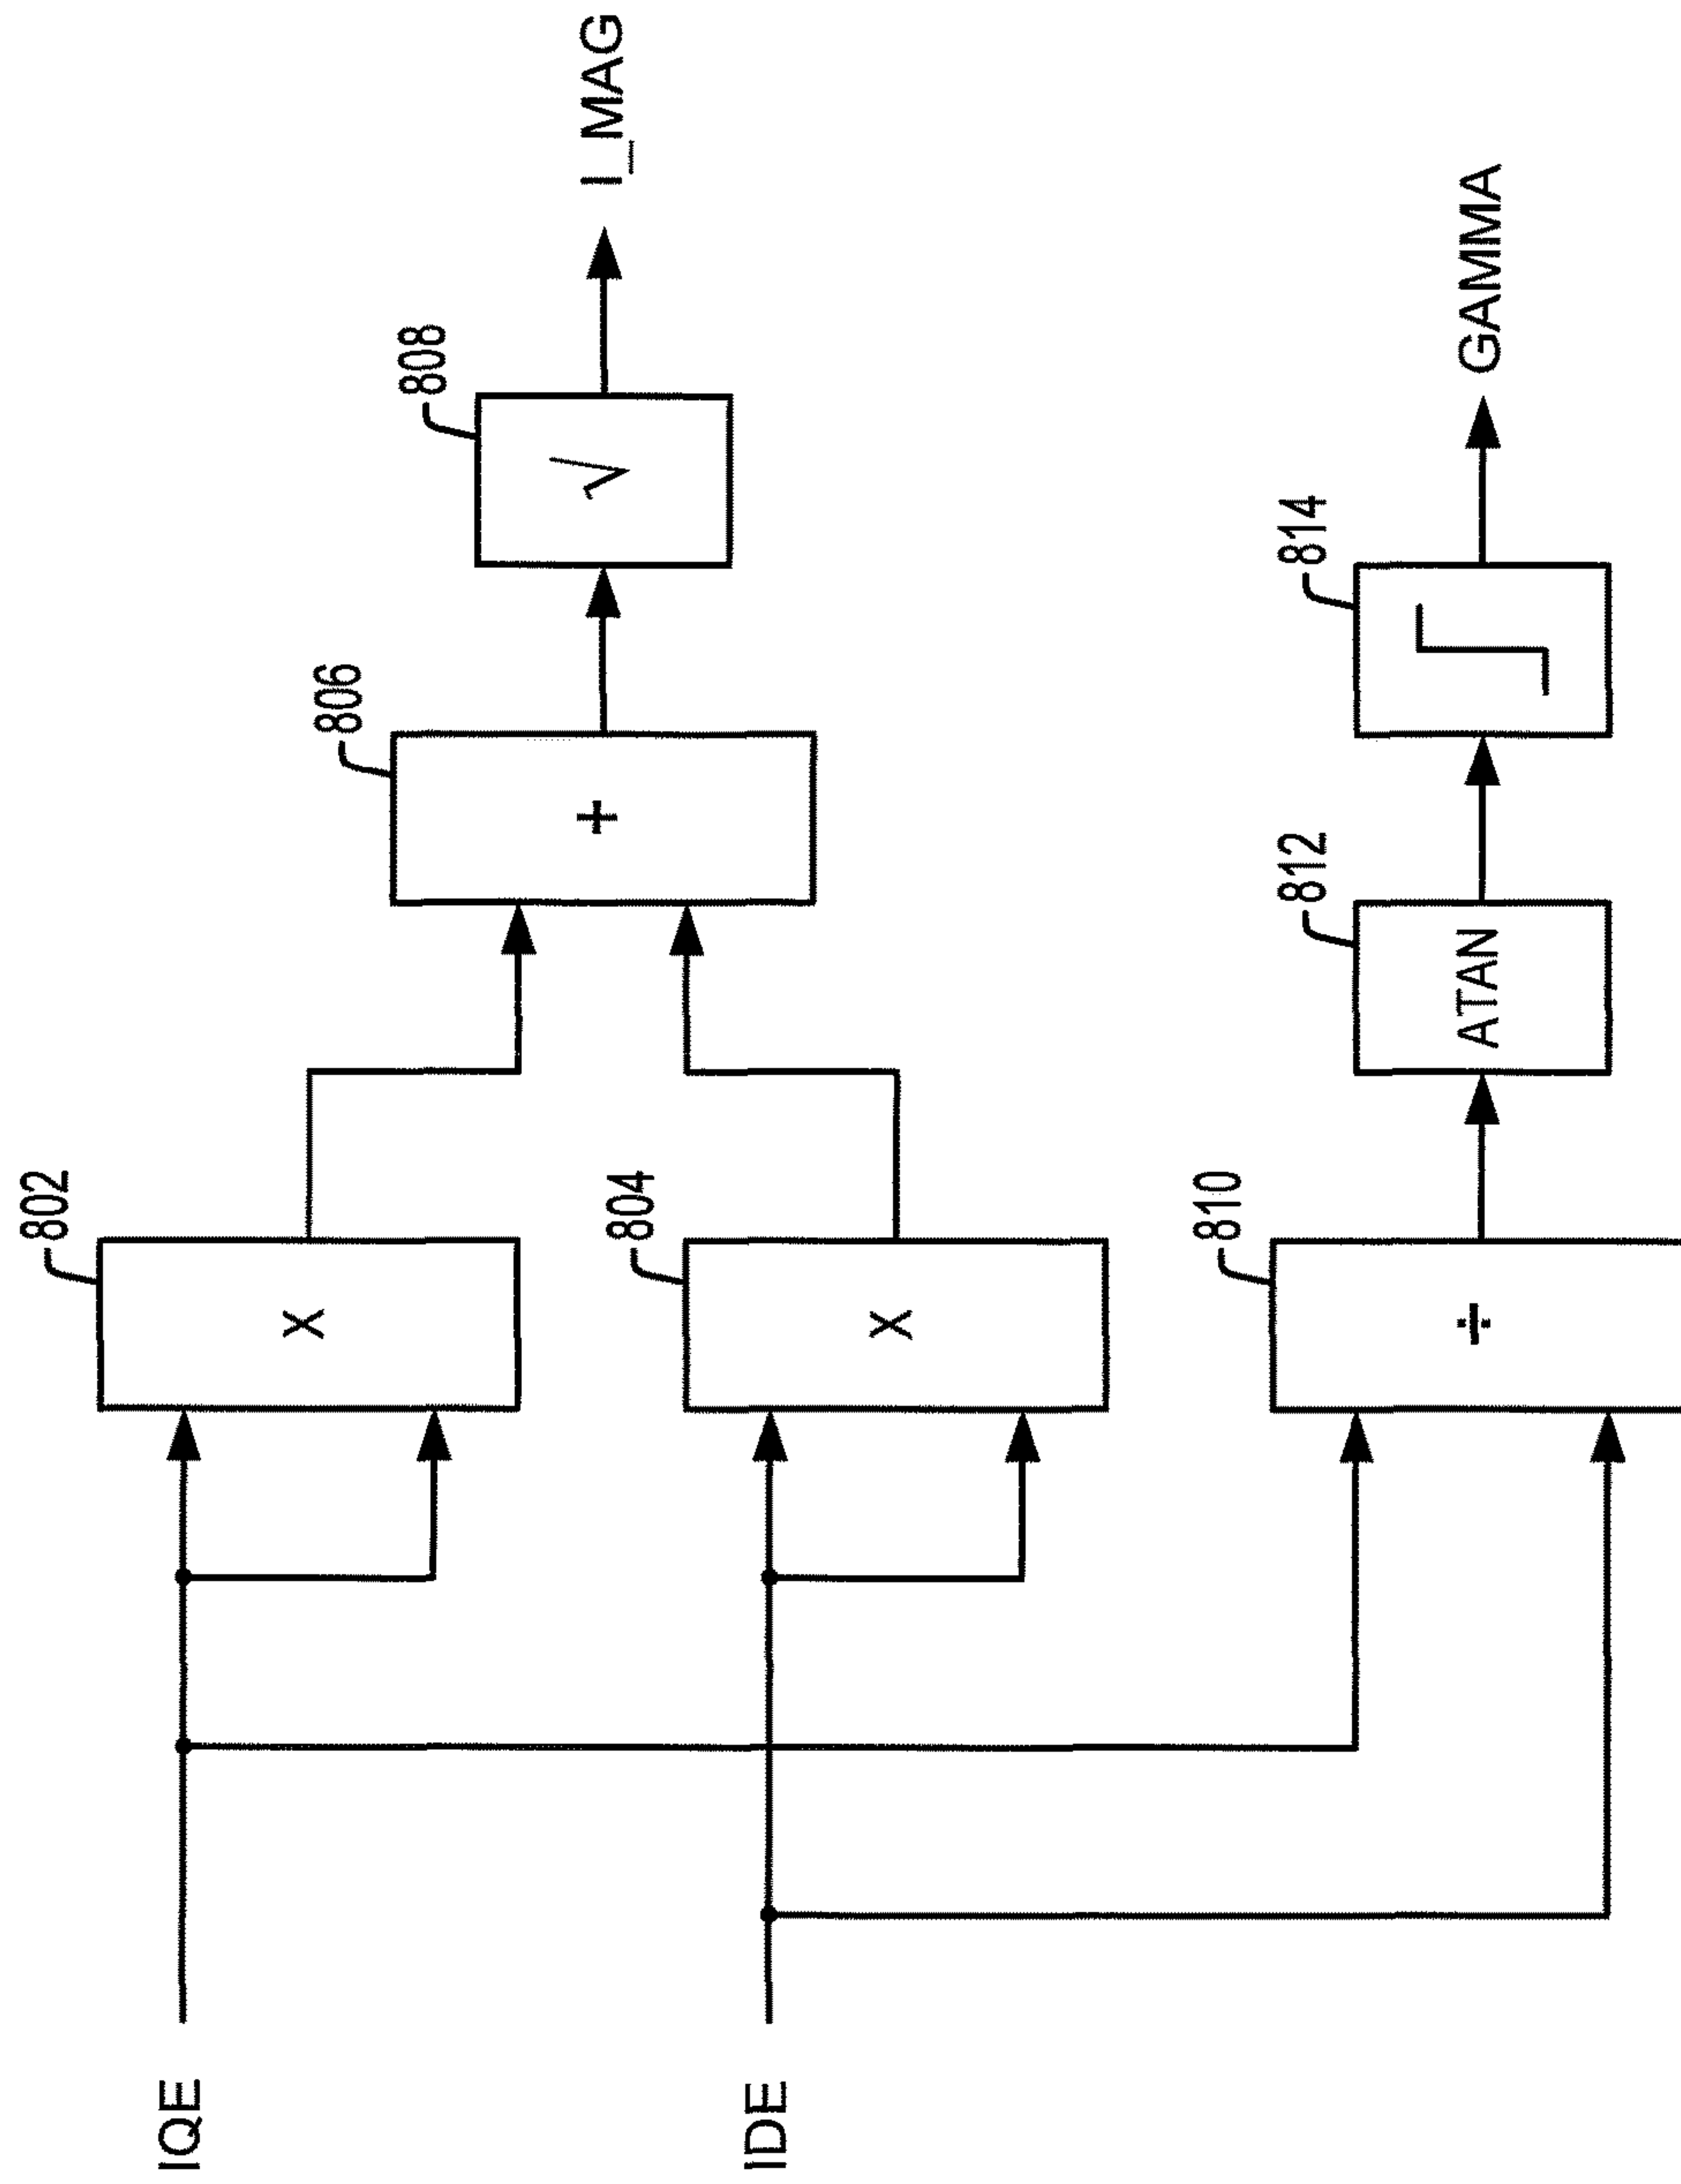 802
X
806
+
808
√
I_MAG
IQE
804
X
IDE
810
÷
812
ATAN
814
GAMMA